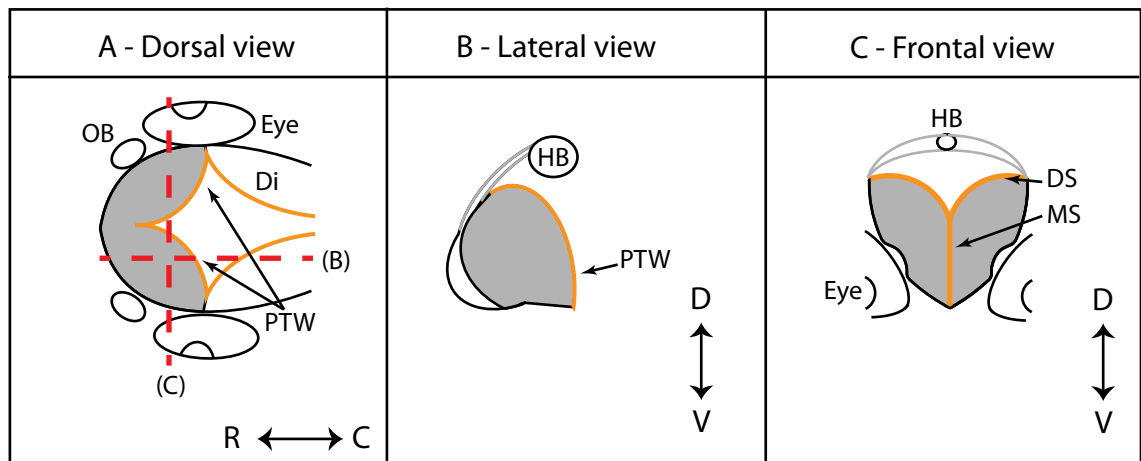 A - Dorsal view
B - Lateral view
C - Frontal view
OB
Eye
Di
(B)
PTW
(C)
R
C
HB
PTW
D
V
HB
DS
MS
Eye
D
V